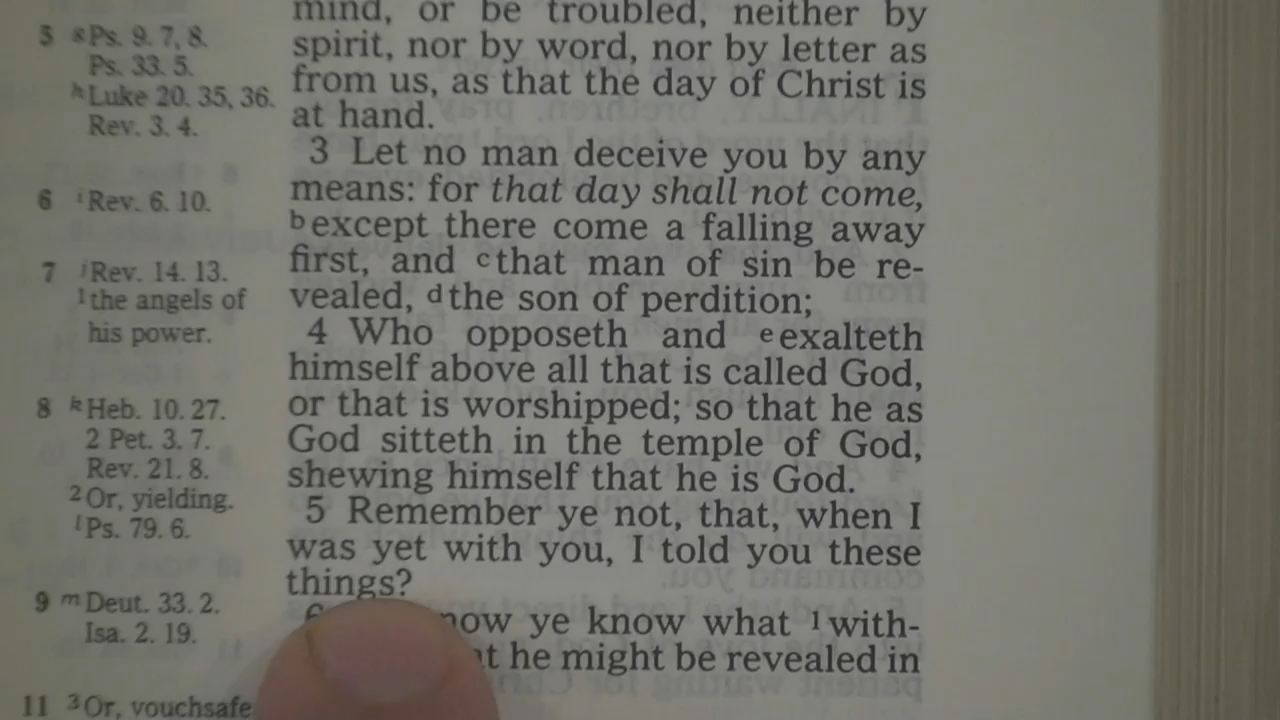 5 gPs. 9. 7, 8.
Ps. 33. 5.
hLuke 20. 35, 36.
Rev. 3. 4.
6 iRev. 6. 10.
7 jRev. 14. 13.
1the angels of
his power.
8 kHeb. 10. 27.
2 Pet. 3. 7.
Rev. 21. 8.
2Or, yielding.
lPs. 79. 6.
9 mDeut. 33. 2.
Isa. 2. 19.
11 3Or, vouchsafe
mind, or be troubled, neither by
spirit, nor by word, nor by letter as
from us, as that the day of Christ is
at hand.
3 Let no man deceive you by any
means: for that day shall not come,
bexcept there come a falling away
first, and cthat man of sin be re-
vealed, dthe son of perdition;
4 Who opposeth and eexalteth
himself above all that is called God,
or that is worshipped; so that he as
God sitteth in the temple of God,
shewing himself that he is God.
5 Remember ye not, that, when I
was yet with you, I told you these
things?
ye know what 1with-
he might be revealed in